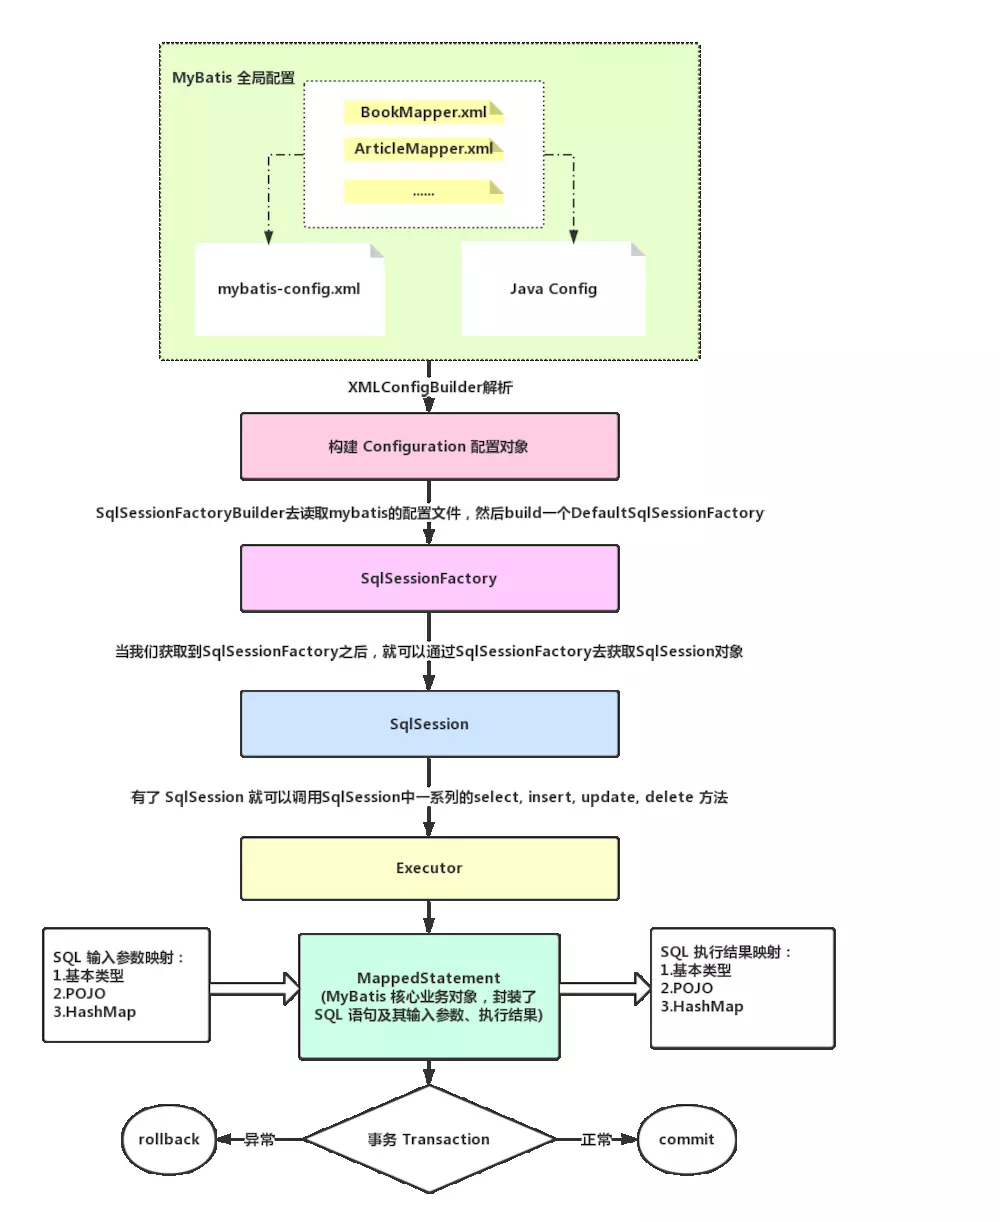 MyBatis 全局配置
BookMapper.xml
ArticleMapper.xml
......
mybatis-config.xml
Java Config
XMLConfigBuilder解析
构建 Configuration 配置对象
SqlSessionFactoryBuilder去读取mybatis的配置文件，然后build一个DefaultSqlSessionFactory
SqlSessionFactory
当我们获取到SqlSessionFactory之后，就可以通过SqlSessionFactory去获取SqlSession对象
SqlSession
有了 SqlSession 就可以调用SqlSession中一系列的select, insert, update, delete 方法
Executor
SQL 输入参数映射：
1.基本类型
2.POJO
3.HashMap
MappedStatement
(MyBatis 核心业务对象，封装了
SQL 语句及其输入参数、执行结果)
SQL 执行结果映射：
1.基本类型
2.POJO
3.HashMap
rollback
异常
事务 Transaction
正常
commit